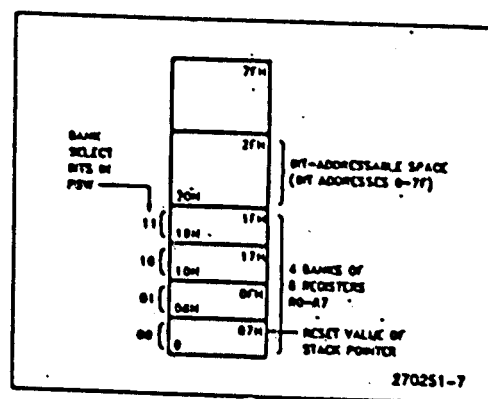 7FH
BANK
SELECT
BITS IN
PSW
2FH
BIT-ADDRESSABLE SPACE
(BIT ADDRESSES 0-7F)
20H
11
1FH
18H
10
17H
10H
4 BANKS OF
8 REGISTERS
R0-R7
01
0FH
08H
00
07H
0
RESET VALUE OF
STACK POINTER
270251-7